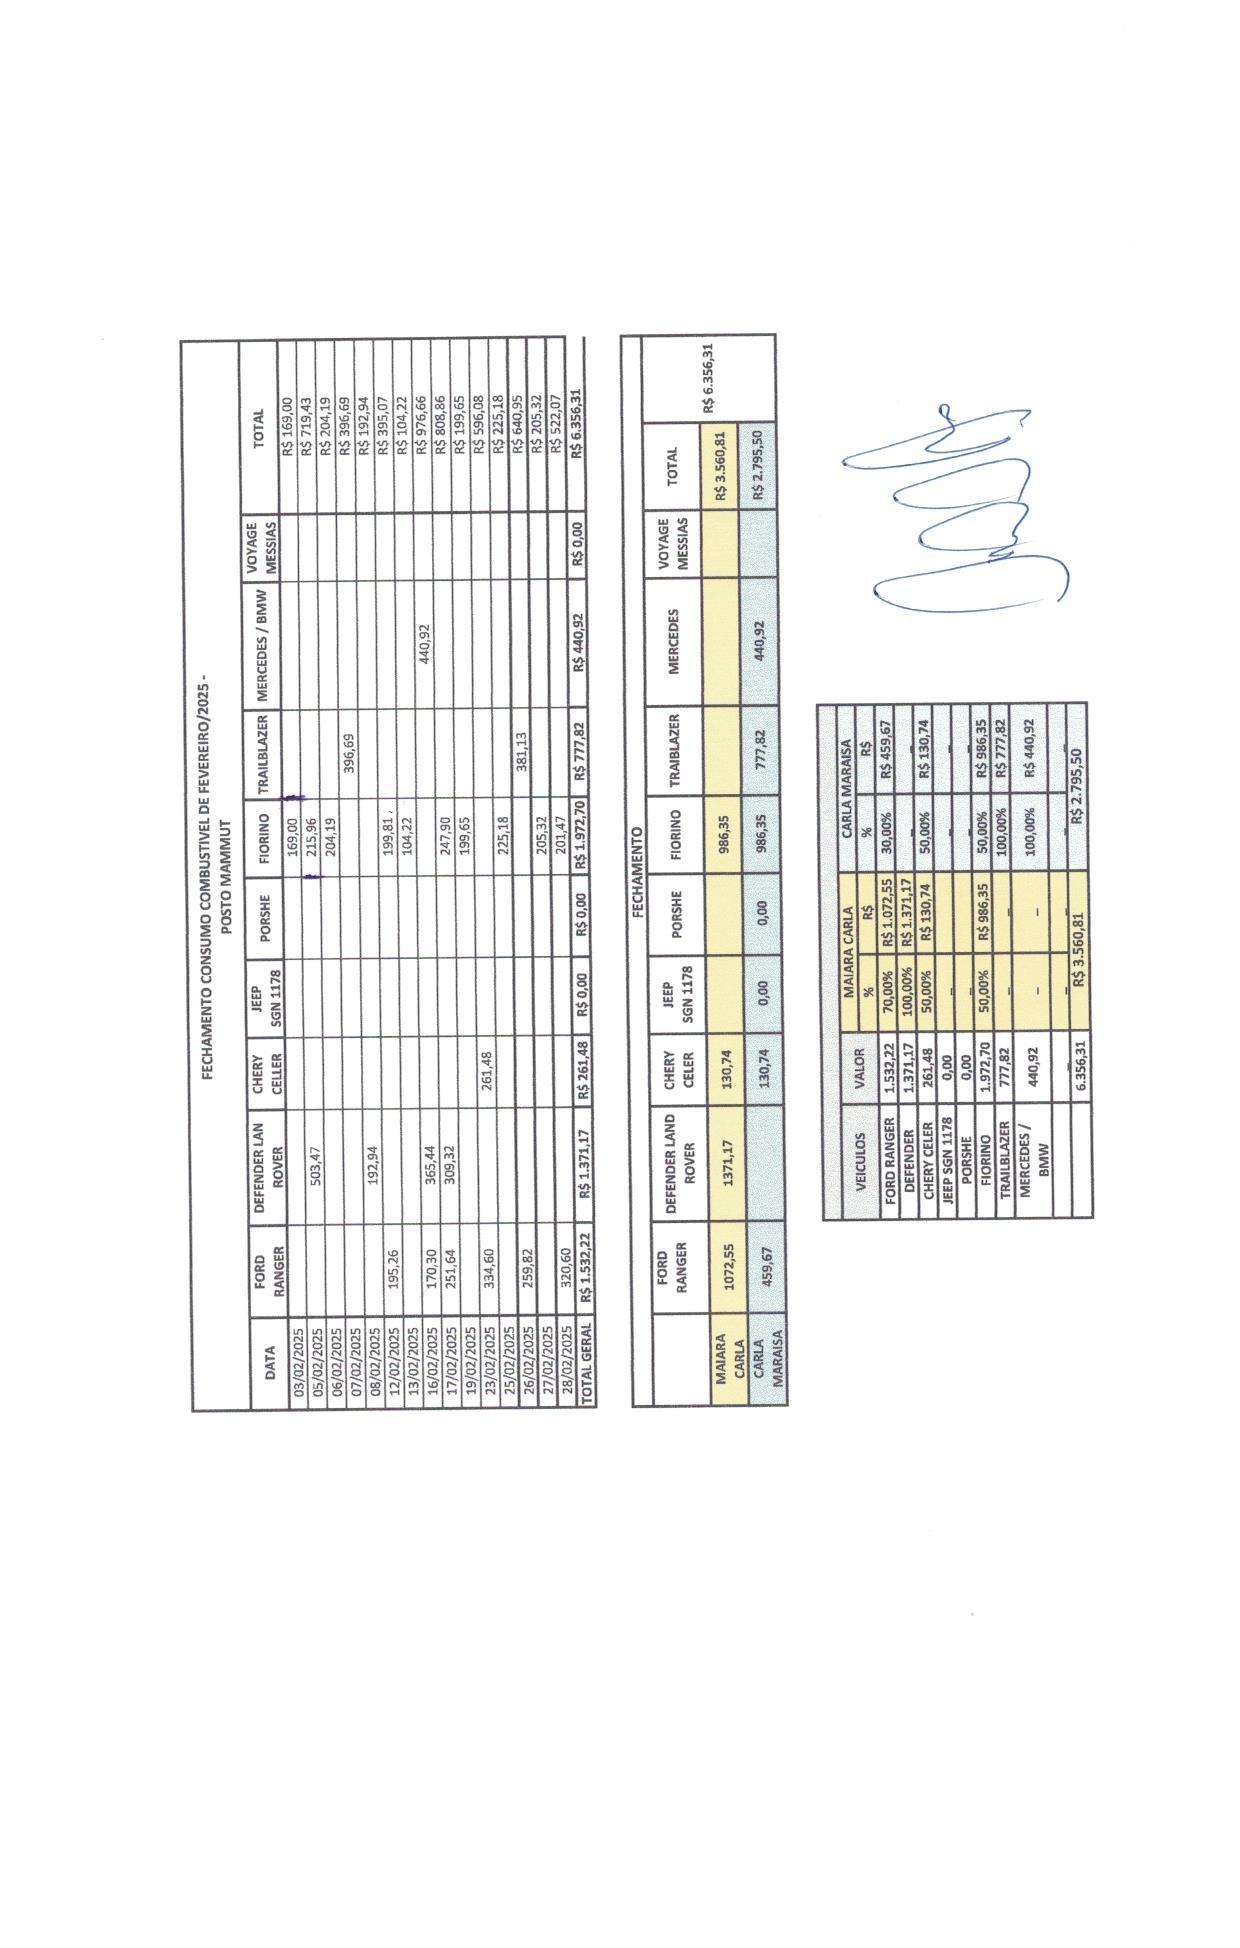 FECHAMENTO CONSUMO COMBUSTIVEL DE FEVEREIRO/2025 -
POSTO MAMMUT
DATA FORD RANGER DEFENDER LAN ROVER CHERY CELLER JEEP SGN 1178 PORSHE FIORINO TRAILBLAZER MERCEDES / BMW VOYAGE MESSIAS TOTAL
03/02/2025 169,00 R$ 169,00
05/02/2025 503,47 215,96 R$ 719,43
06/02/2025 204,19 R$ 204,19
07/02/2025 396,69 R$ 396,69
08/02/2025 192,94 R$ 192,94
12/02/2025 195,26 199,81 R$ 395,07
13/02/2025 104,22 R$ 104,22
16/02/2025 170,30 365,44 440,92 R$ 976,66
17/02/2025 251,64 309,32 247,90 R$ 808,86
19/02/2025 199,65 R$ 199,65
23/02/2025 334,60 261,48 R$ 596,08
25/02/2025 225,18 R$ 225,18
26/02/2025 259,82 381,13 R$ 640,95
27/02/2025 205,32 R$ 205,32
28/02/2025 320,60 201,47 R$ 522,07
TOTAL GERAL R$ 1.532,22 R$ 1.371,17 R$ 261,48 R$ 0,00 R$ 0,00 R$ 1.972,70 R$ 777,82 R$ 440,92 R$ 0,00 R$ 6.356,31
FECHAMENTO
FORD RANGER DEFENDER LAND ROVER CHERY CELER JEEP SGN 1178 PORSHE FIORINO TRAIBLAZER MERCEDES VOYAGE MESSIAS TOTAL
MAIARA CARLA 1072,55 1371,17 130,74 986,35 R$ 3.560,81 R$ 6.356,31
CARLA MARAISA 459,67 130,74 0,00 0,00 986,35 777,82 440,92 R$ 2.795,50
VEICULOS VALOR MAIARA CARLA CARLA MARAISA
% R$ % R$
FORD RANGER 1.532,22 70,00% R$ 1.072,55 30,00% R$ 459,67
DEFENDER 1.371,17 100,00% R$ 1.371,17 – –
CHERY CELER 261,48 50,00% R$ 130,74 50,00% R$ 130,74
JEEP SGN 1178 0,00 – – – –
PORSHE 0,00 – – – –
FIORINO 1.972,70 50,00% R$ 986,35 50,00% R$ 986,35
TRAILBLAZER 777,82 – – 100,00% R$ 777,82
MERCEDES / BMW 440,92 – – 100,00% R$ 440,92
– – – –
6.356,31 R$ 3.560,81 R$ 2.795,50